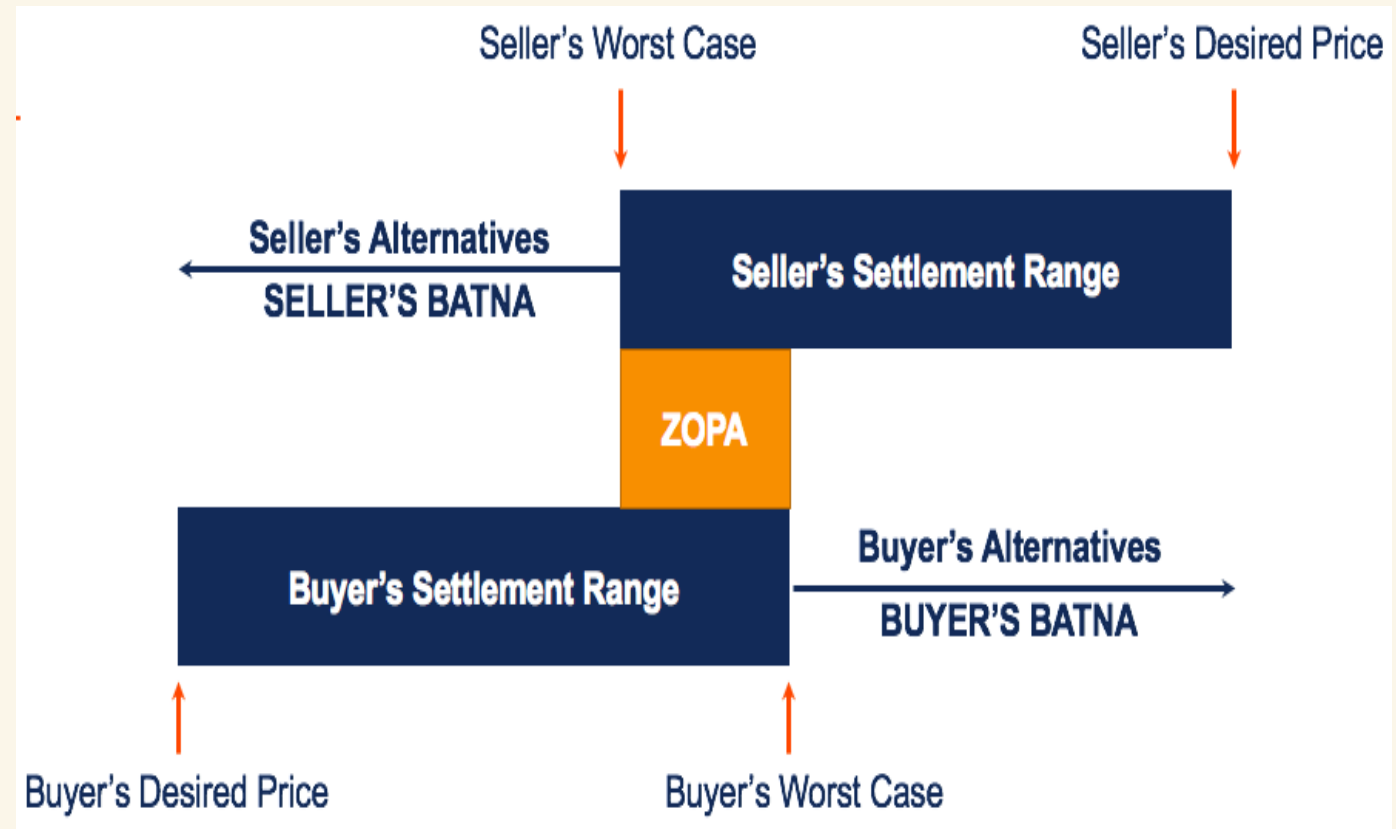 Seller’s Worst Case
Seller’s Desired Price
Seller’s Alternatives
SELLER’S BATNA
Seller’s Settlement Range
ZOPA
Buyer’s Settlement Range
Buyer’s Alternatives
BUYER’S BATNA
Buyer’s Desired Price
Buyer’s Worst Case